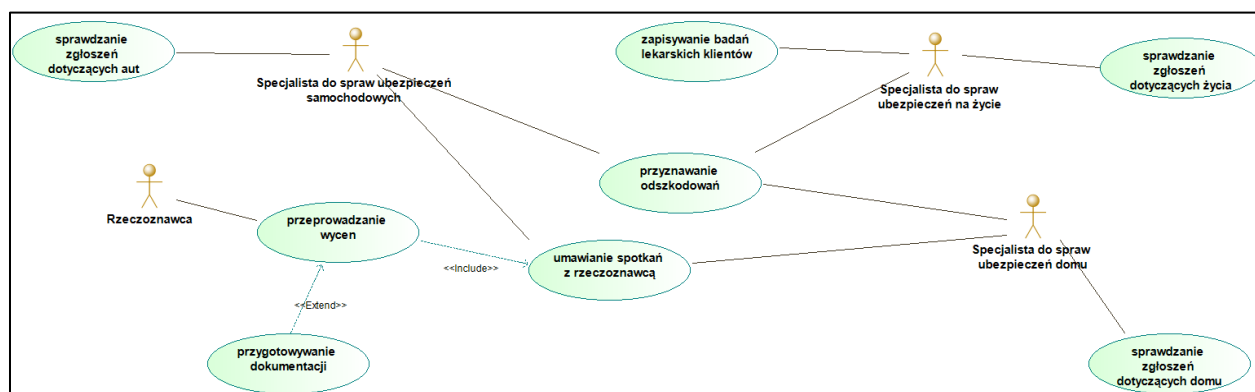 sprawdzanie
zgłoszeń
dotyczących aut
Specjalista do spraw ubezpieczeń
samochodowych
zapisywanie badań
lekarskich klientów
Specjalista do spraw
ubezpieczeń na życie
sprawdzanie
zgłoszeń
dotyczących życia
przyznawanie
odszkodowań
Rzeczoznawca
przeprowadzanie
wycen
<<Include>>
umawianie spotkań
z rzeczoznawcą
Specjalista do spraw
ubezpieczeń domu
<<Extend>>
przygotowywanie
dokumentacji
sprawdzanie
zgłoszeń
dotyczących domu